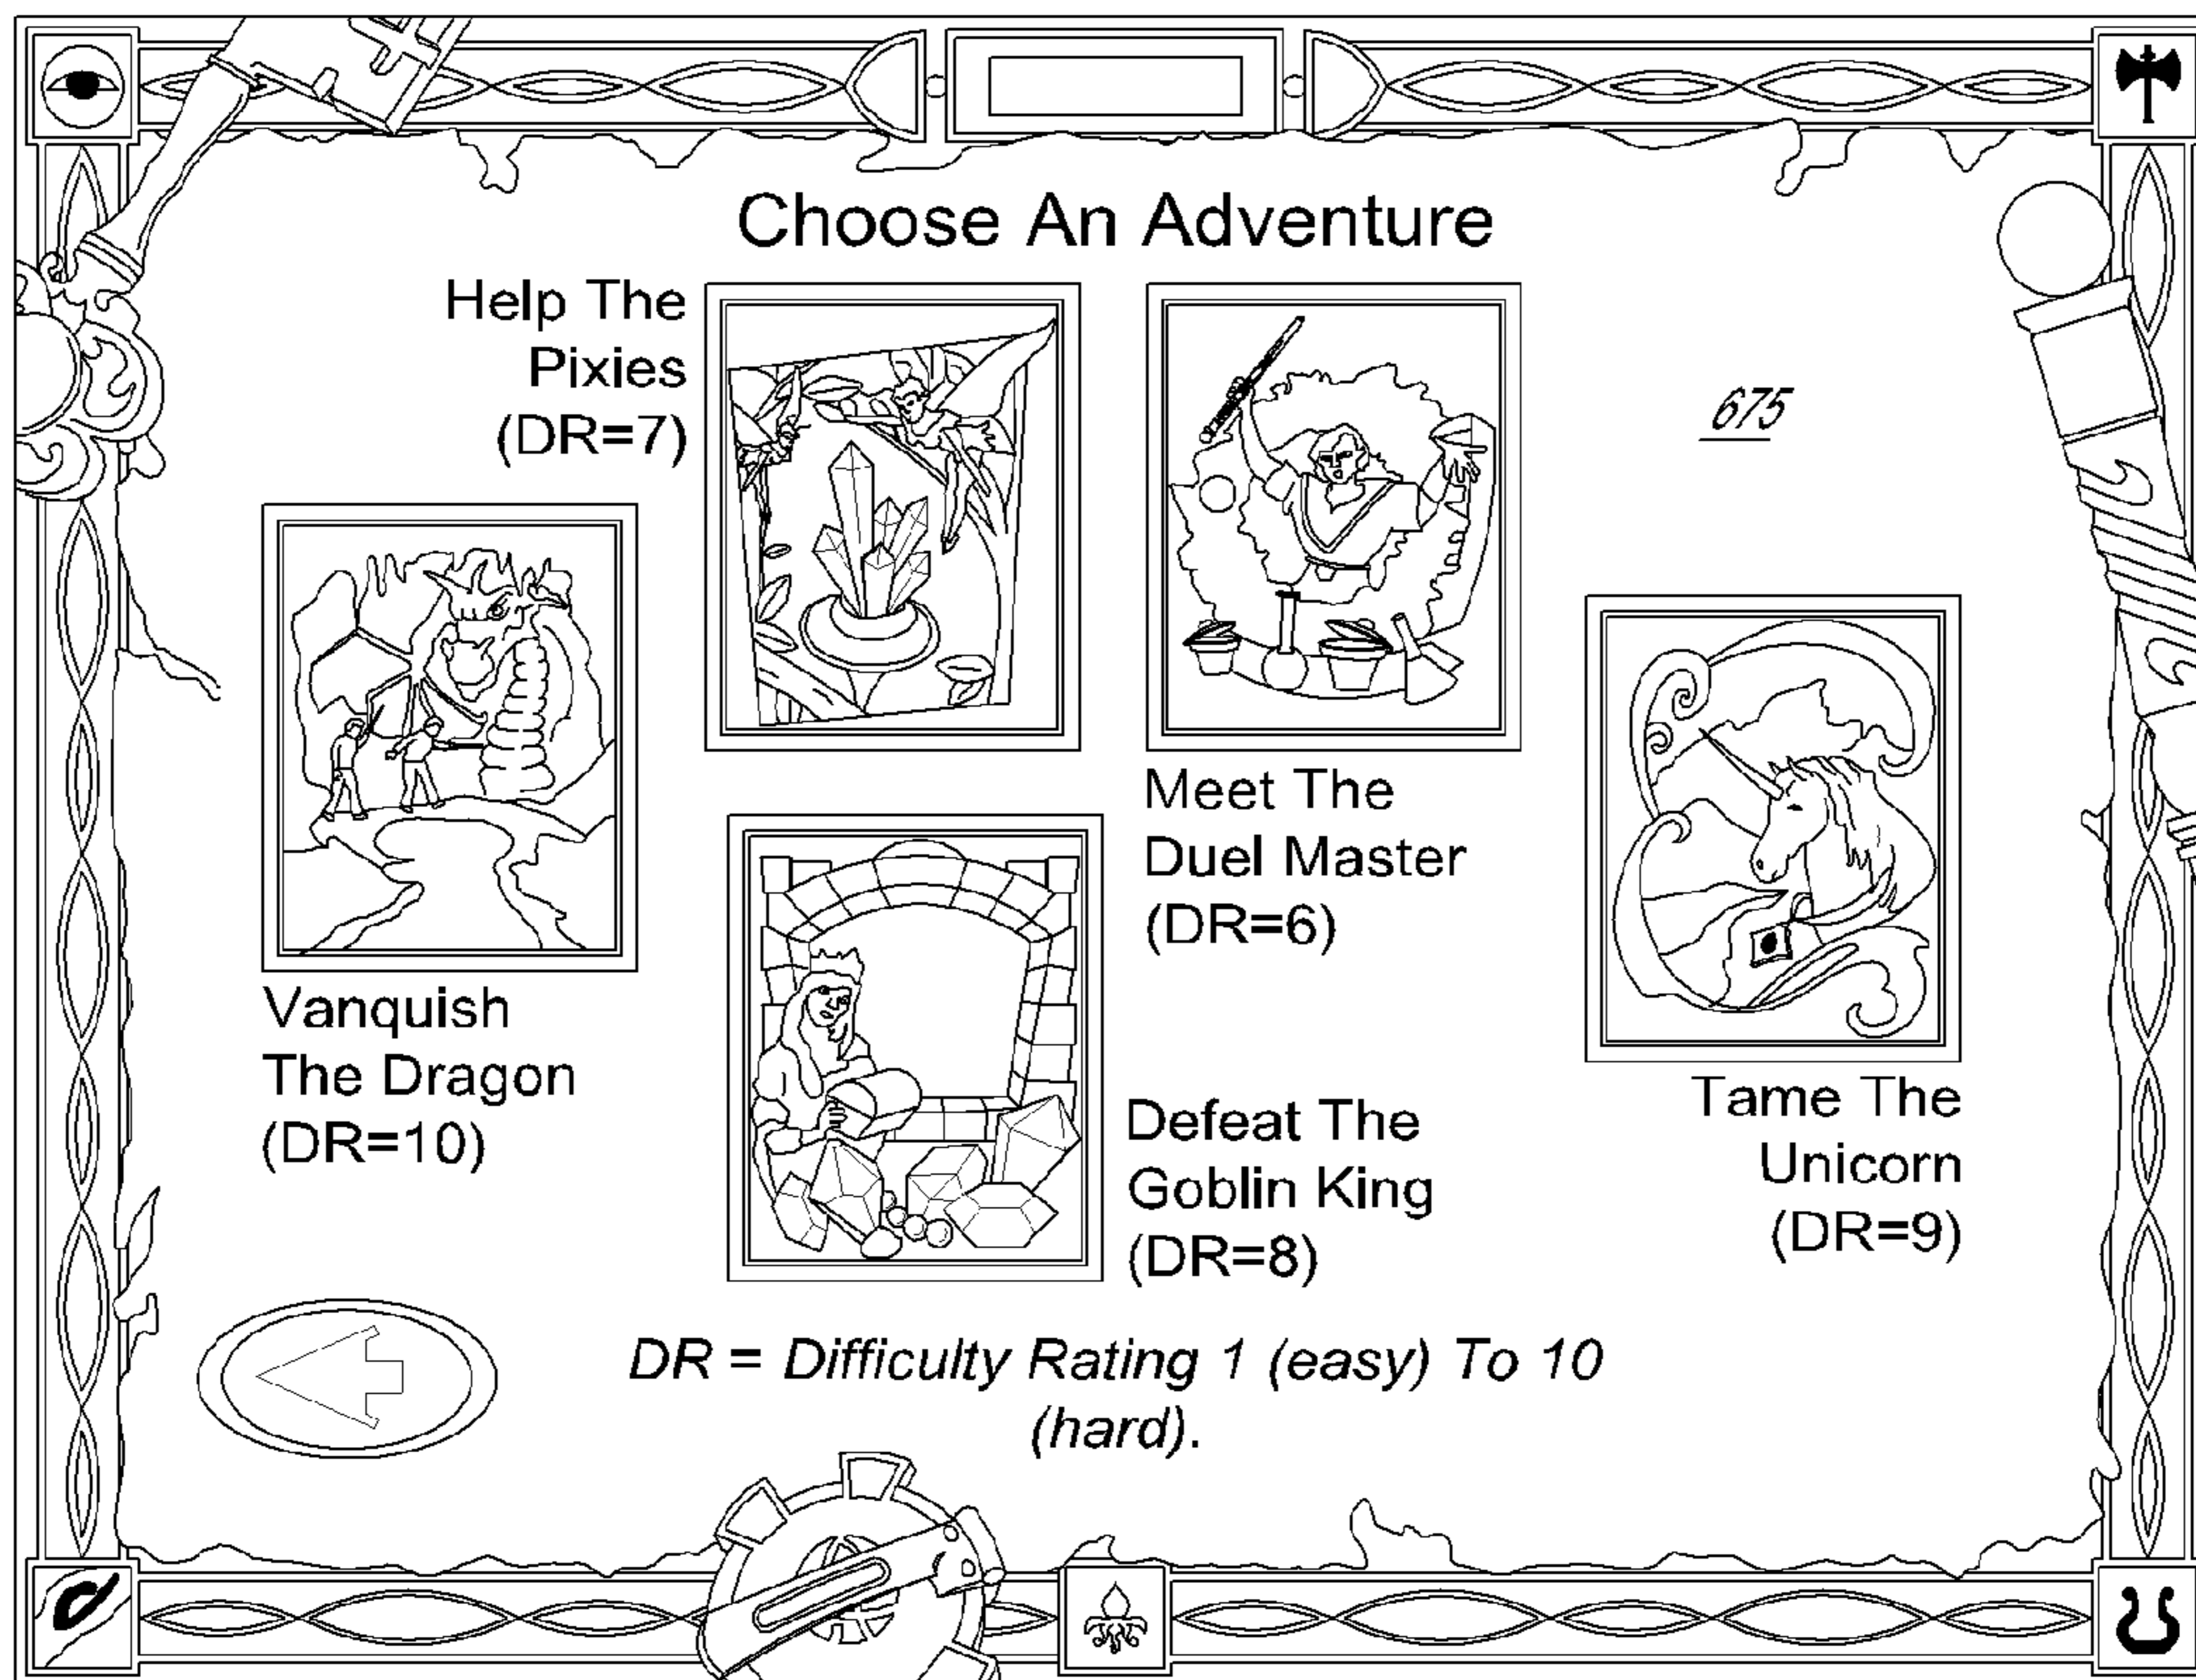 Choose An Adventure
Help The
Pixies
(DR=7)
675
Meet The
Duel Master
(DR=6)
Vanquish
The Dragon
(DR=10)
Defeat The
Goblin King
(DR=8)
Tame The
Unicorn
(DR=9)
DR = Difficulty Rating 1 (easy) To 10
(hard).